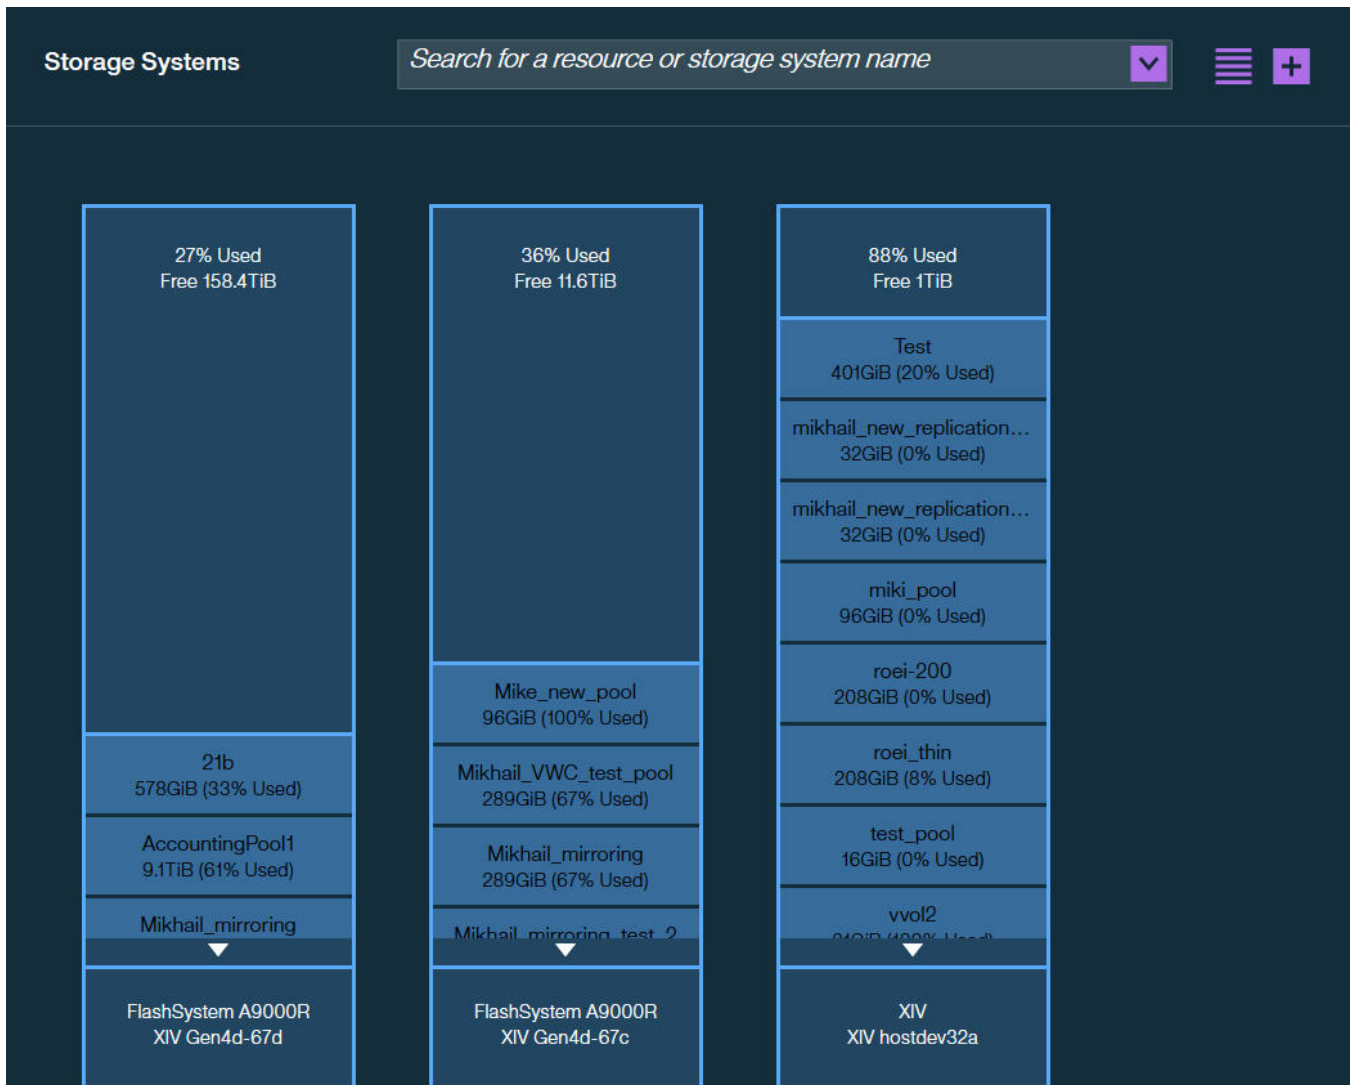 Storage Systems
Search for a resource or storage system name
27% Used
Free 158.4TiB
21b
578GiB (33% Used)
AccountingPool1
9.1TiB (61% Used)
Mikhail_mirroring
FlashSystem A9000R
XIV Gen4d-67d
36% Used
Free 11.6TiB
Mike_new_pool
96GiB (100% Used)
Mikhail_VWC_test_pool
289GiB (67% Used)
Mikhail_mirroring
289GiB (67% Used)
Mikhail_mirroring_test_2
FlashSystem A9000R
XIV Gen4d-67c
88% Used
Free 1TiB
Test
401GiB (20% Used)
mikhail_new_replication...
32GiB (0% Used)
mikhail_new_replication...
32GiB (0% Used)
miki_pool
96GiB (0% Used)
roei-200
208GiB (0% Used)
roei_thin
208GiB (8% Used)
test_pool
16GiB (0% Used)
vvol2
XIV
XIV hostdev32a